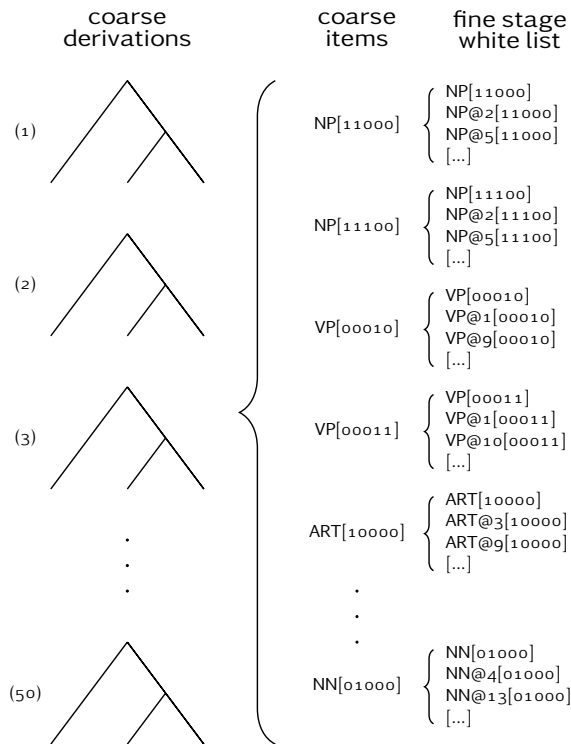 coarse derivations
coarse items
fine stage white list
(1)
NP[11000]
NP[11000]
NP@2[11000]
NP@5[11000]
[...]
NP[11100]
NP[11100]
NP@2[11100]
NP@5[11100]
[...]
(2)
VP[00010]
VP[00010]
VP@1[00010]
VP@9[00010]
[...]
(3)
VP[00011]
VP[00011]
VP@1[00011]
VP@10[00011]
[...]
ART[10000]
ART[10000]
ART@3[10000]
ART@9[10000]
[...]
(50)
NN[01000]
NN[01000]
NN@4[01000]
NN@13[01000]
[...]